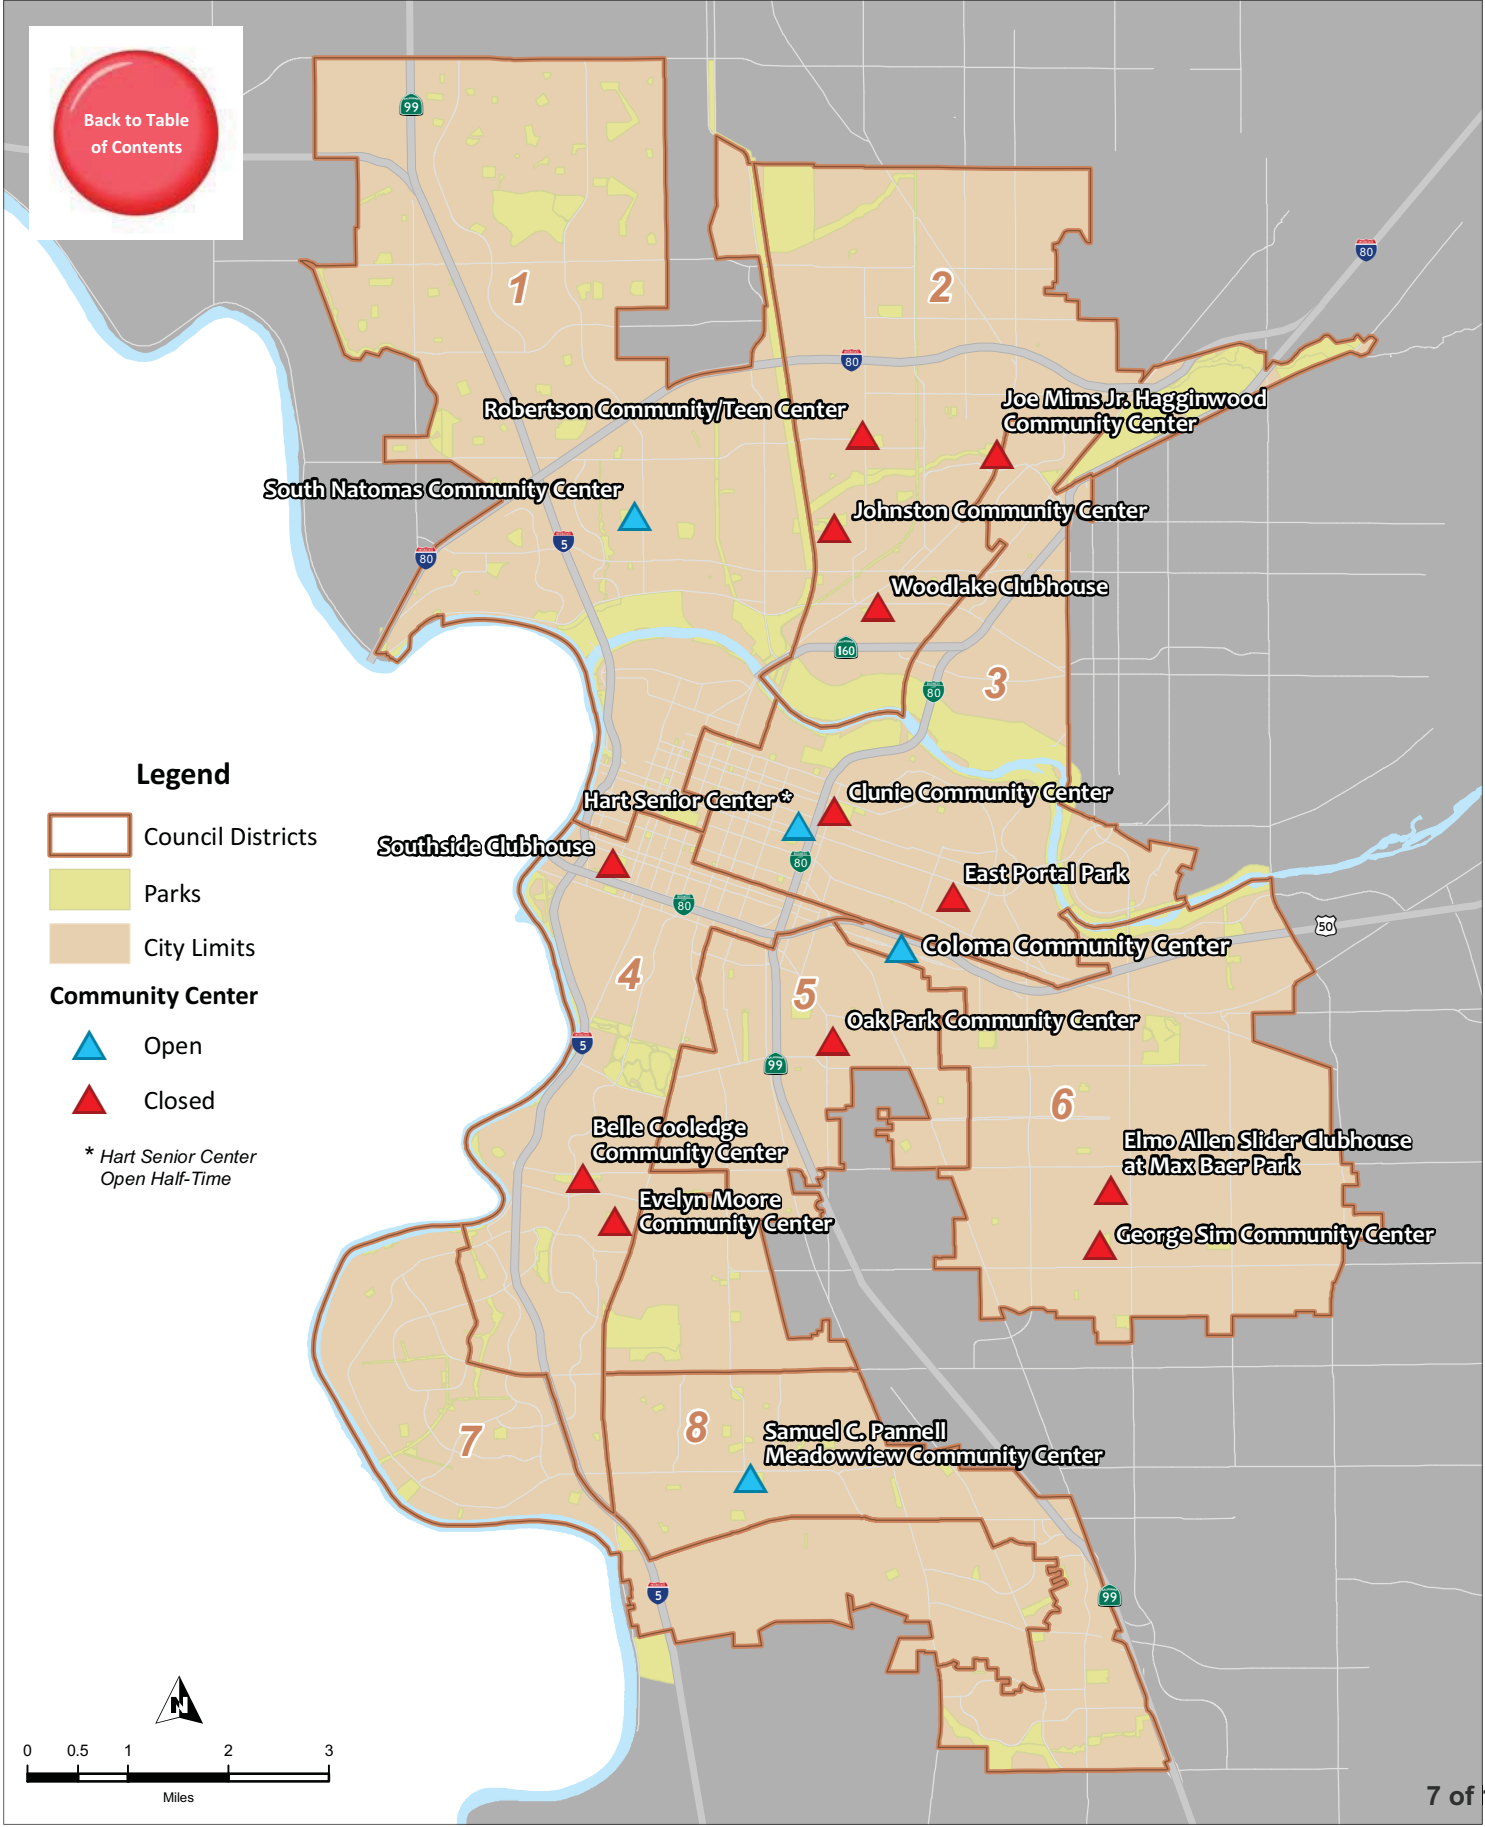 Back to Table
of Contents
99
1
2
80
80
Robertson Community/Teen Center
Joe Mims Jr. Hagginwood
Community Center
South Natomas Community Center
Johnston Community Center
5
80
Woodlake Clubhouse
160
3
80
Legend
Council Districts
Parks
City Limits
Community Center
Open
Closed
* Hart Senior Center
Open Half-Time
Hart Senior Center *
Clunie Community Center
Southside Clubhouse
80
East Portal Park
80
50
Coloma Community Center
4
5
Oak Park Community Center
5
99
6
Belle Cooledge
Community Center
Elmo Allen Slider Clubhouse
at Max Baer Park
Evelyn Moore
Community Center
George Sim Community Center
7
8
Samuel C. Pannell
Meadowview Community Center
5
99
N
0 0.5 1 2 3
Miles
7 of